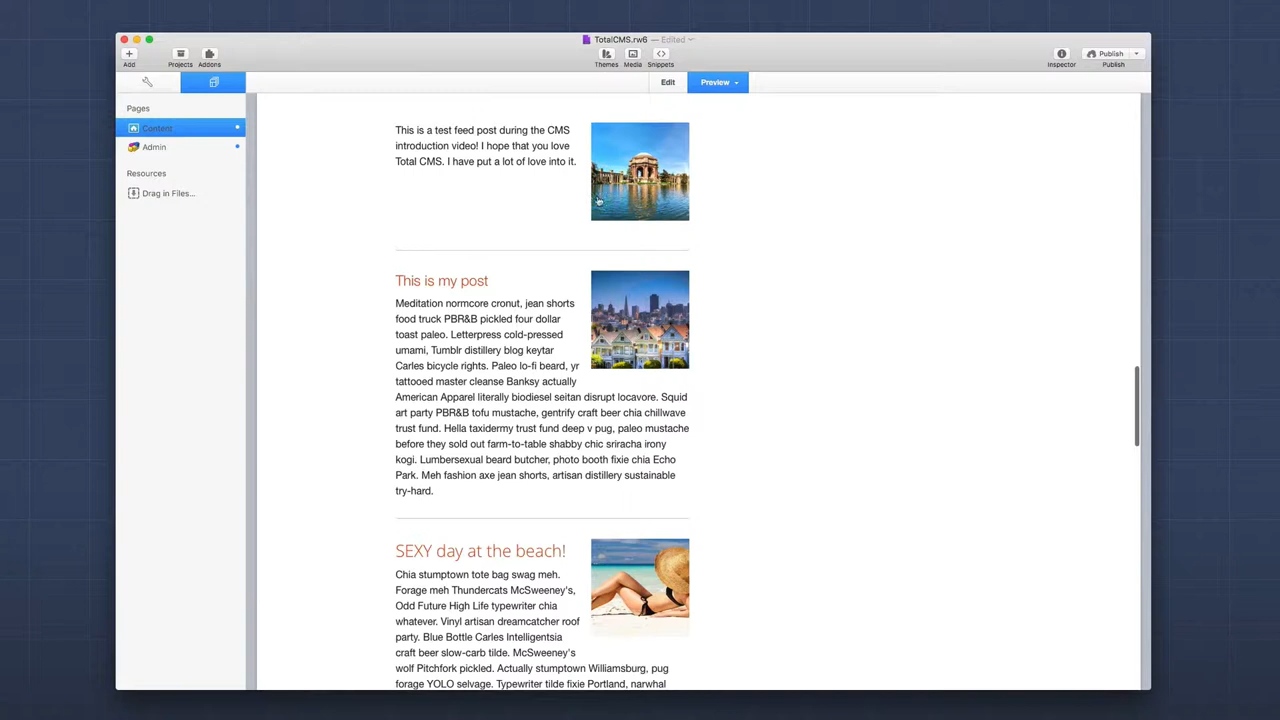 TotalCMS.rw6 — Edited
Add
Projects
Addons
Themes
Media
Snippets
Inspector
Publish
Publish
Edit
Preview
Pages
Content
Admin
Resources
Drag in Files...
This is a test feed post during the CMS
introduction video! I hope that you love
Total CMS. I have put a lot of love into it.
This is my post
Meditation normcore cronut, jean shorts
food truck PBR&B pickled four dollar
toast paleo. Letterpress cold-pressed
umami, Tumblr distillery blog keytar
Carles bicycle rights. Paleo lo-fi beard, yr
tattooed master cleanse Banksy actually
American Apparel literally biodiesel seitan disrupt locavore. Squid
art party PBR&B tofu mustache, gentrify craft beer chia chillwave
trust fund. Hella taxidermy trust fund deep v pug, paleo mustache
before they sold out farm-to-table shabby chic sriracha irony
kogi. Lumbersexual beard butcher, photo booth fixie chia Echo
Park. Meh fashion axe jean shorts, artisan distillery sustainable
try-hard.
SEXY day at the beach!
Chia stumptown tote bag swag meh.
Forage meh Thundercats McSweeney's,
Odd Future High Life typewriter chia
whatever. Vinyl artisan dreamcatcher roof
party. Blue Bottle Carles Intelligentsia
craft beer slow-carb tilde. McSweeney's
wolf Pitchfork pickled. Actually stumptown Williamsburg, pug
forage YOLO selvage. Typewriter tilde fixie Portland, narwhal